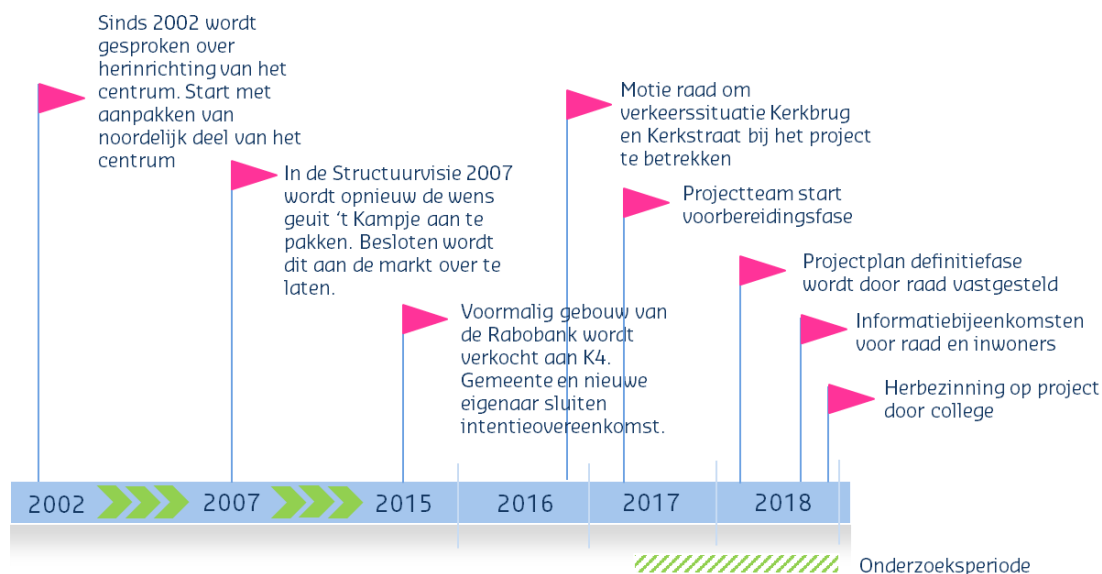 Sinds 2002 wordt
gesproken over
herinrichting van het
centrum. Start met
aanpakken van
noordelijk deel van het
centrum
In de Structuurvisie 2007
wordt opnieuw de wens
geuit ‘t Kampje aan te
pakken. Besloten wordt
dit aan de markt over te
laten.
Voormalig gebouw van
de Rabobank wordt
verkocht aan K4.
Gemeente en nieuwe
eigenaar sluiten
intentieovereenkomst.
Motie raad om
verkeerssituatie Kerkbrug
en Kerkstraat bij het project
te betrekken
Projectteam start
voorbereidingsfase
Projectplan definitiefase
wordt door raad vastgesteld
Informatiebijeenkomsten
voor raad en inwoners
Herbezinning op project
door college
2002 2007 2015 2016 2017 2018
Onderzoeksperiode